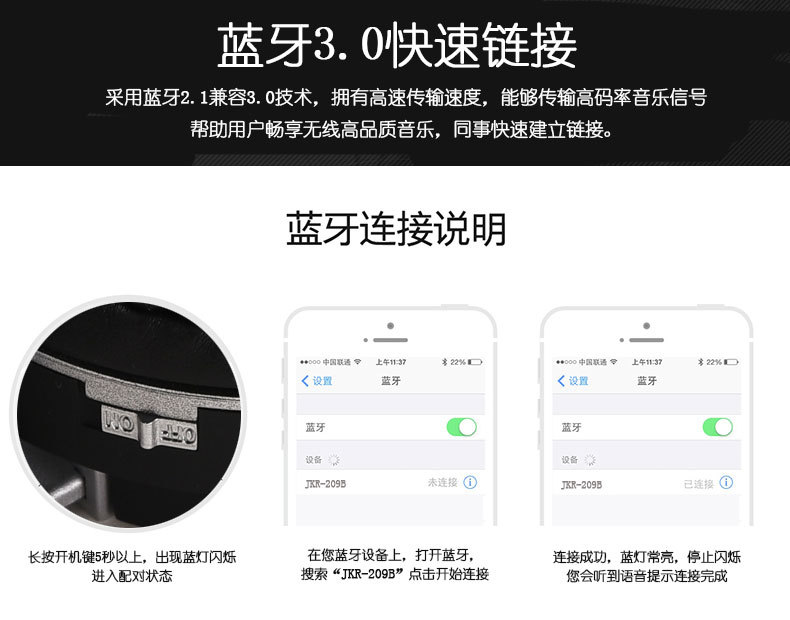 蓝牙3.0快速链接
采用蓝牙2.1兼容3.0技术，拥有高速传输速度，能够传输高码率音乐信号
帮助用户畅享无线高品质音乐，同事快速建立链接。
蓝牙连接说明
ON OFF
长按开机键5秒以上，出现蓝灯闪烁
进入配对状态
中国联通 上午11:37 22%
设置 蓝牙
蓝牙
设备
JKR-209B 未连接
在您蓝牙设备上，打开蓝牙，
搜索“JKR-209B”点击开始连接
中国联通 上午11:37 22%
设置 蓝牙
蓝牙
设备
JKR-209B 已连接
连接成功，蓝灯常亮，停止闪烁
您会听到语音提示连接完成